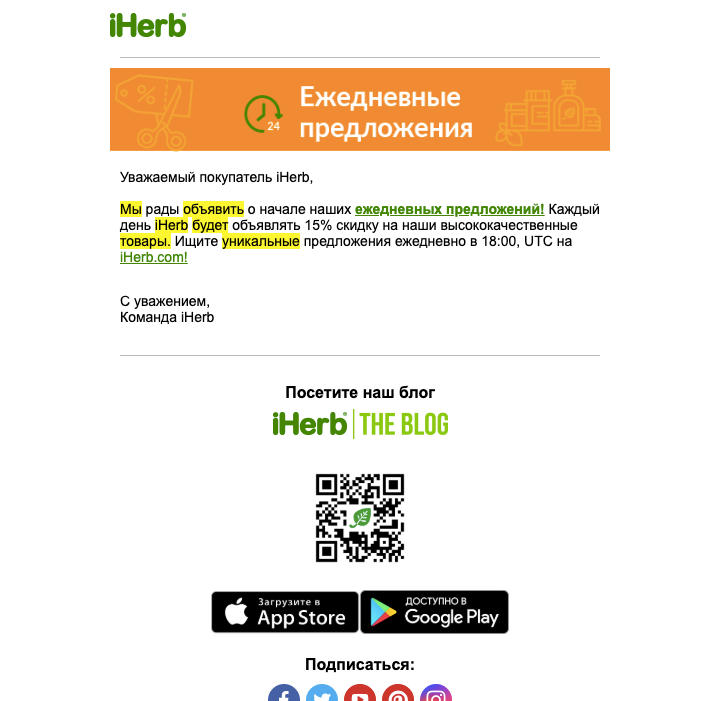 iHerb
24
Ежедневные
предложения
Уважаемый покупатель iHerb,
Мы рады объявить о начале наших ежедневных предложений! Каждый
день iHerb будет объявлять 15% скидку на наши высококачественные
товары. Ищите уникальные предложения ежедневно в 18:00, UTC на
iHerb.com!
С уважением,
Команда iHerb
Посетите наш блог
iHerb | THE BLOG
Загрузите в
App Store
ДОСТУПНО В
Google Play
Подписаться: